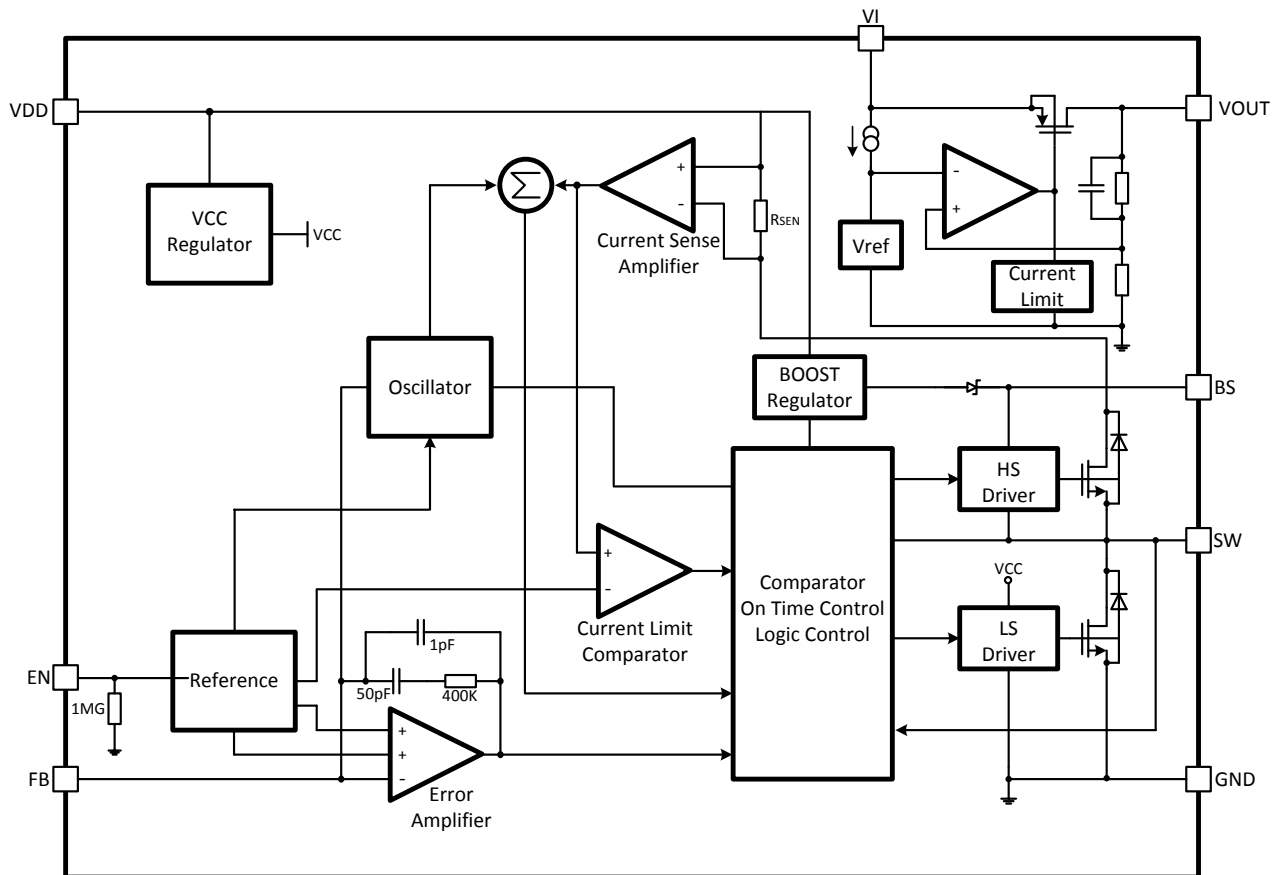 VI
VDD
VOUT
Σ
+
-
RSEN
Current Sense
Amplifier
VCC
Regulator
VCC
-
+
Vref
Current
Limit
Oscillator
BOOST
Regulator
BS
HS
Driver
SW
+
-
Current Limit
Comparator
Comparator
On Time Control
Logic Control
VCC
LS
Driver
1pF
50pF
400K
EN
1MG
Reference
+
+
-
Error
Amplifier
FB
GND